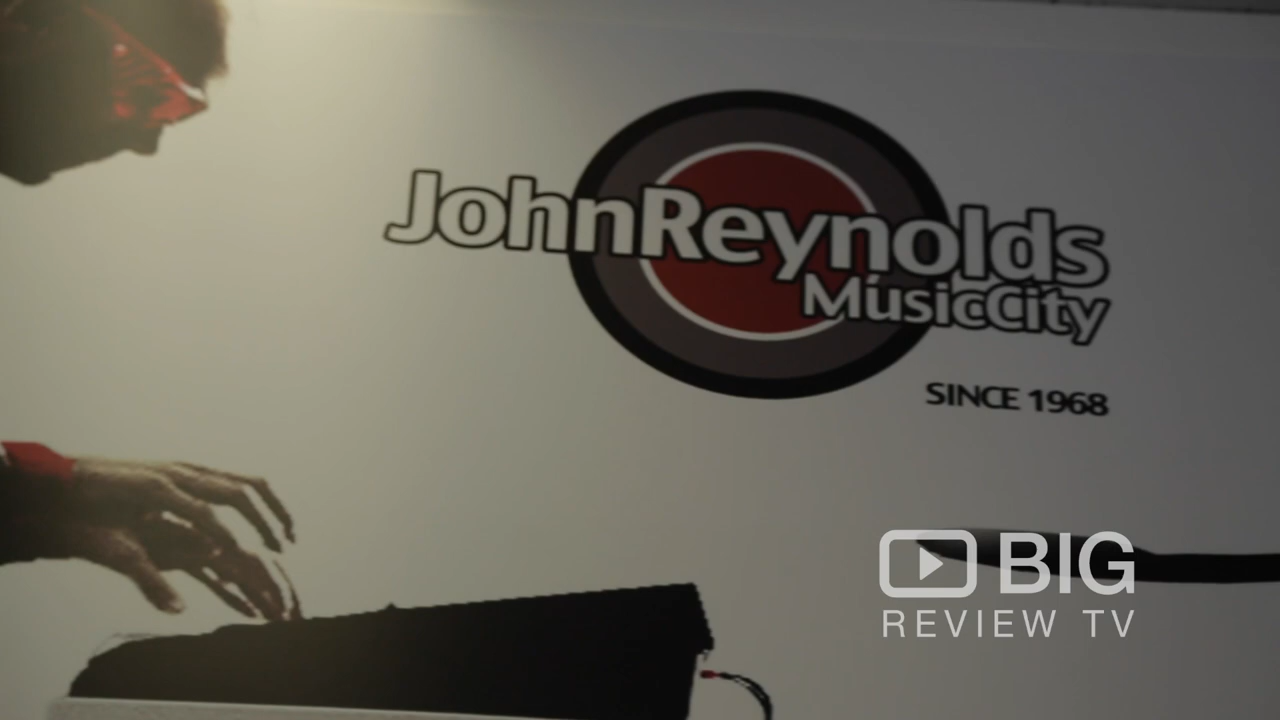 JohnReynolds
MusicCity
SINCE 1968
BIG
REVIEW TV